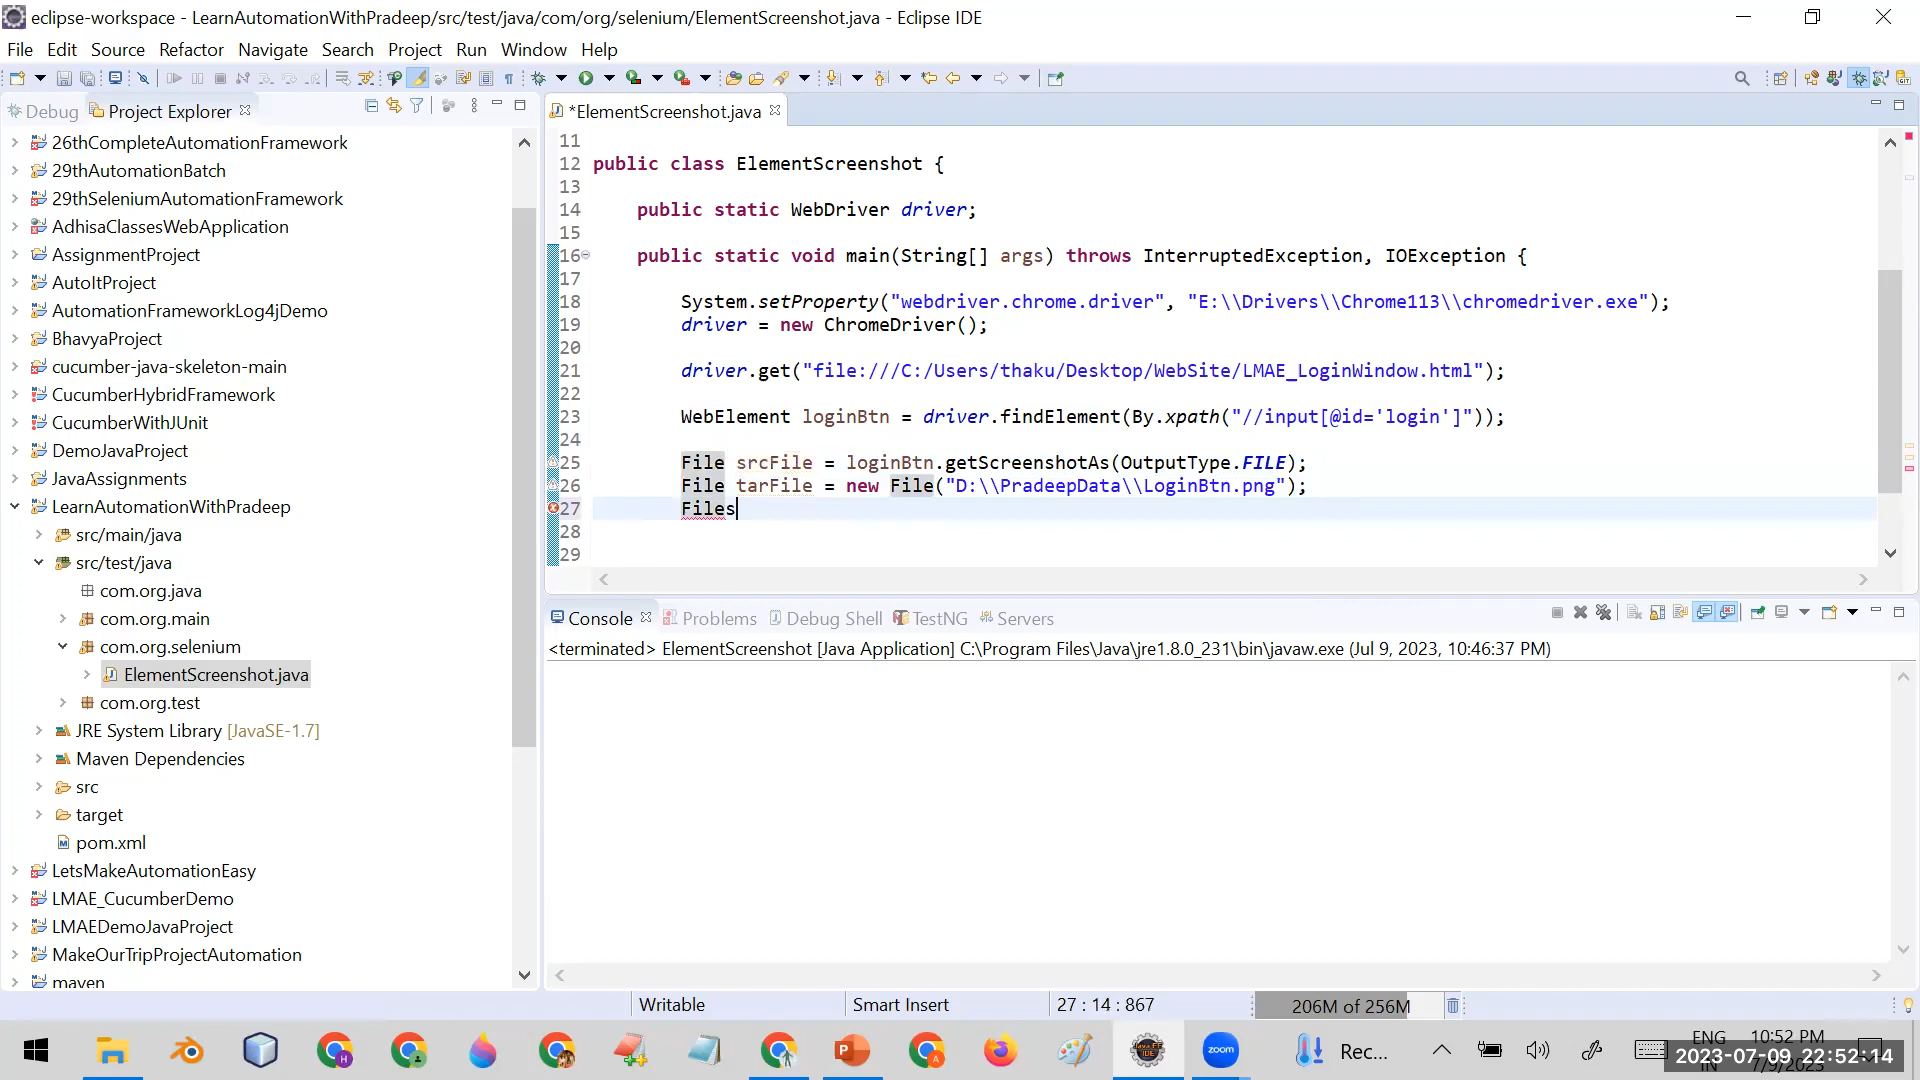 eclipse-workspace - LearnAutomationWithPradeep/src/test/java/com/org/selenium/ElementScreenshot.java - Eclipse IDE
File Edit Source Refactor Navigate Search Project Run Window Help
Debug Project Explorer
*ElementScreenshot.java
26thCompleteAutomationFramework
29thAutomationBatch
29thSeleniumAutomationFramework
AdhisaClassesWebApplication
AssignmentProject
AutoItProject
AutomationFrameworkLog4jDemo
BhavyaProject
cucumber-java-skeleton-main
CucumberHybridFramework
CucumberWithJUnit
DemoJavaProject
JavaAssignments
LearnAutomationWithPradeep
src/main/java
src/test/java
com.org.java
com.org.main
com.org.selenium
ElementScreenshot.java
com.org.test
JRE System Library [JavaSE-1.7]
Maven Dependencies
src
target
pom.xml
LetsMakeAutomationEasy
LMAE_CucumberDemo
LMAEDemoJavaProject
MakeOurTripProjectAutomation
maven
11
12 public class ElementScreenshot {
13
14 public static WebDriver driver;
15
16 public static void main(String[] args) throws InterruptedException, IOException {
17
18 System.setProperty("webdriver.chrome.driver", "E:\\Drivers\\Chrome113\\chromedriver.exe");
19 driver = new ChromeDriver();
20
21 driver.get("file:///C:/Users/thaku/Desktop/WebSite/LMAE_LoginWindow.html");
22
23 WebElement loginBtn = driver.findElement(By.xpath("//input[@id='login']"));
24
25 File srcFile = loginBtn.getScreenshotAs(OutputType.FILE);
26 File tarFile = new File("D:\\PradeepData\\LoginBtn.png");
27 Files
28
29
Console Problems Debug Shell TestNG Servers
<terminated> ElementScreenshot [Java Application] C:\Program Files\Java\jre1.8.0_231\bin\javaw.exe (Jul 9, 2023, 10:46:37 PM)
Writable Smart Insert 27 : 14 : 867 206M of 256M
zoom Rec... ENG 10:52 PM
2023-07-09 22:52:14